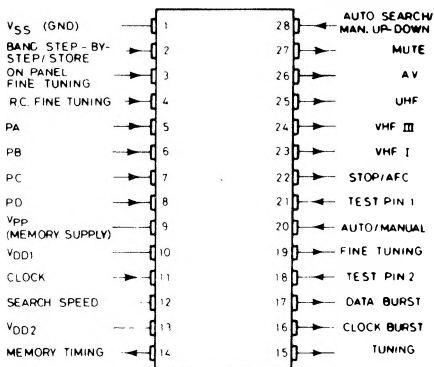 VSS (GND) 1
BAND STEP-BY-
STEP/STORE 2
ON PANEL
FINE TUNING 3
R.C. FINE TUNING 4
PA 5
PB 6
PC 7
PD 8
VPP
(MEMORY SUPPLY) 9
VDD1 10
CLOCK 11
SEARCH SPEED 12
VDD2 13
MEMORY TIMING 14
28 AUTO SEARCH/
MAN. UP-DOWN
27 MUTE
26 AV
25 UHF
24 VHF III
23 VHF I
22 STOP/AFC
21 TEST PIN 1
20 AUTO/MANUAL
19 FINE TUNING
18 TEST PIN 2
17 DATA BURST
16 CLOCK BURST
15 TUNING